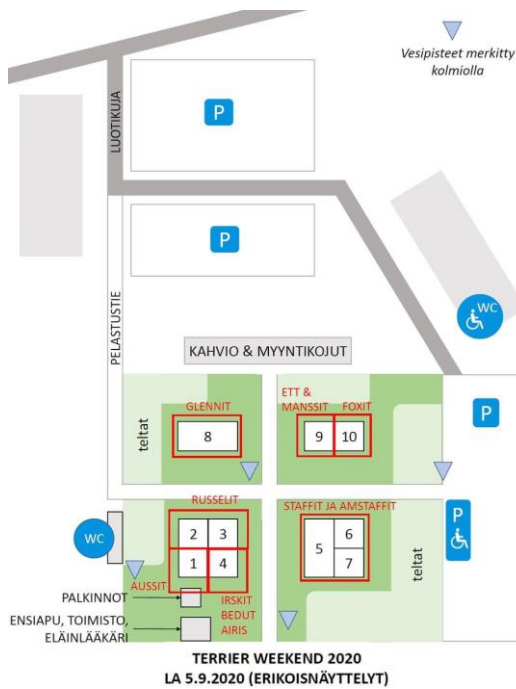 Vesipisteet merkitty
kolmiolla
P
LUOTIKUJA
P
PELASTUSTIE
WC
KAHVIO & MYYNTIKOJUT
GLENNIT
8
teltat
ETT &
MANSSIT
FOXIT
9
10
P
RUSSELIT
2
3
1
4
WC
AUSSIT
IRSKIT
BEDUT
AIRIS
PALKINNOT
ENSIAPU, TOIMISTO,
ELÄINLÄÄKÄRI
STAFFIT JA AMSTAFFIT
5
6
7
teltat
P
TERRIER WEEKEND 2020
LA 5.9.2020 (ERIKOISNÄYTTELYT)